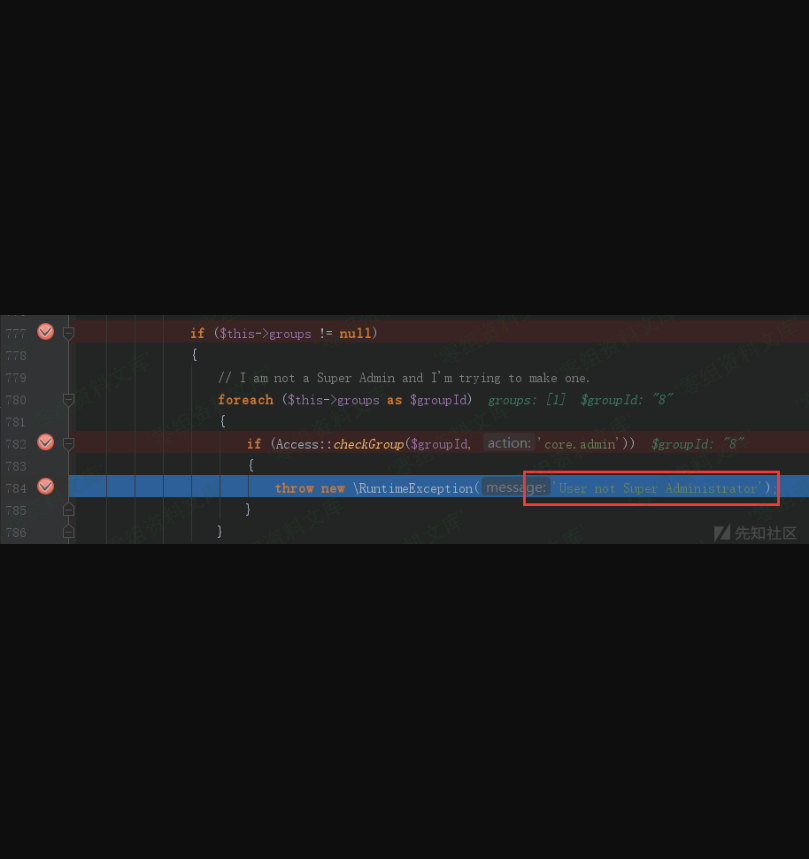 777 if ($this->groups != null)
778 {
779 // I am not a Super Admin and I'm trying to make one.
780 foreach ($this->groups as $groupId) groups: [1] $groupId: "8"
781 {
782 if (Access::checkGroup($groupId, action: 'core.admin')) $groupId: "8"
783 {
784 throw new \RuntimeException( message: 'User not Super Administrator');
785 }
786 }
先知社区